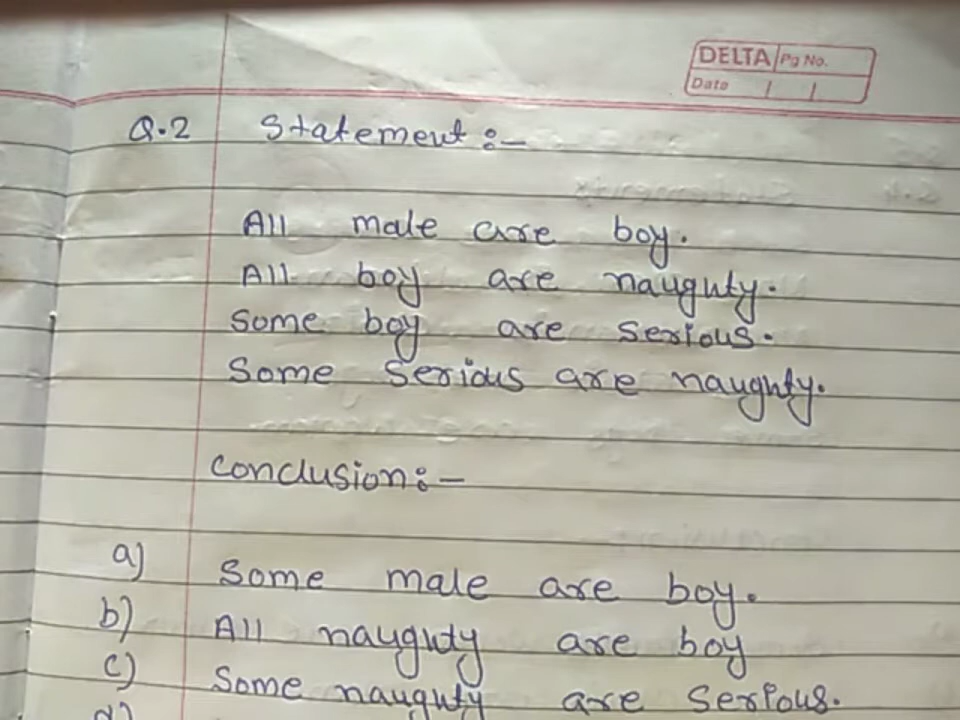 DELTA Pg No.
Date / /
Q.2 Statement :-
All male are boy.
All boy are naughty.
Some boy are serious.
Some serious are naughty.
Conclusion :-
a) Some male are boy.
b) All naughty are boy
c) Some naughty are serious.
d)